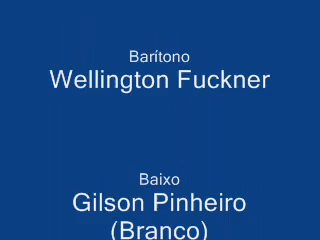 Barítono
Wellington Fuckner
Baixo
Gilson Pinheiro
(Branco)